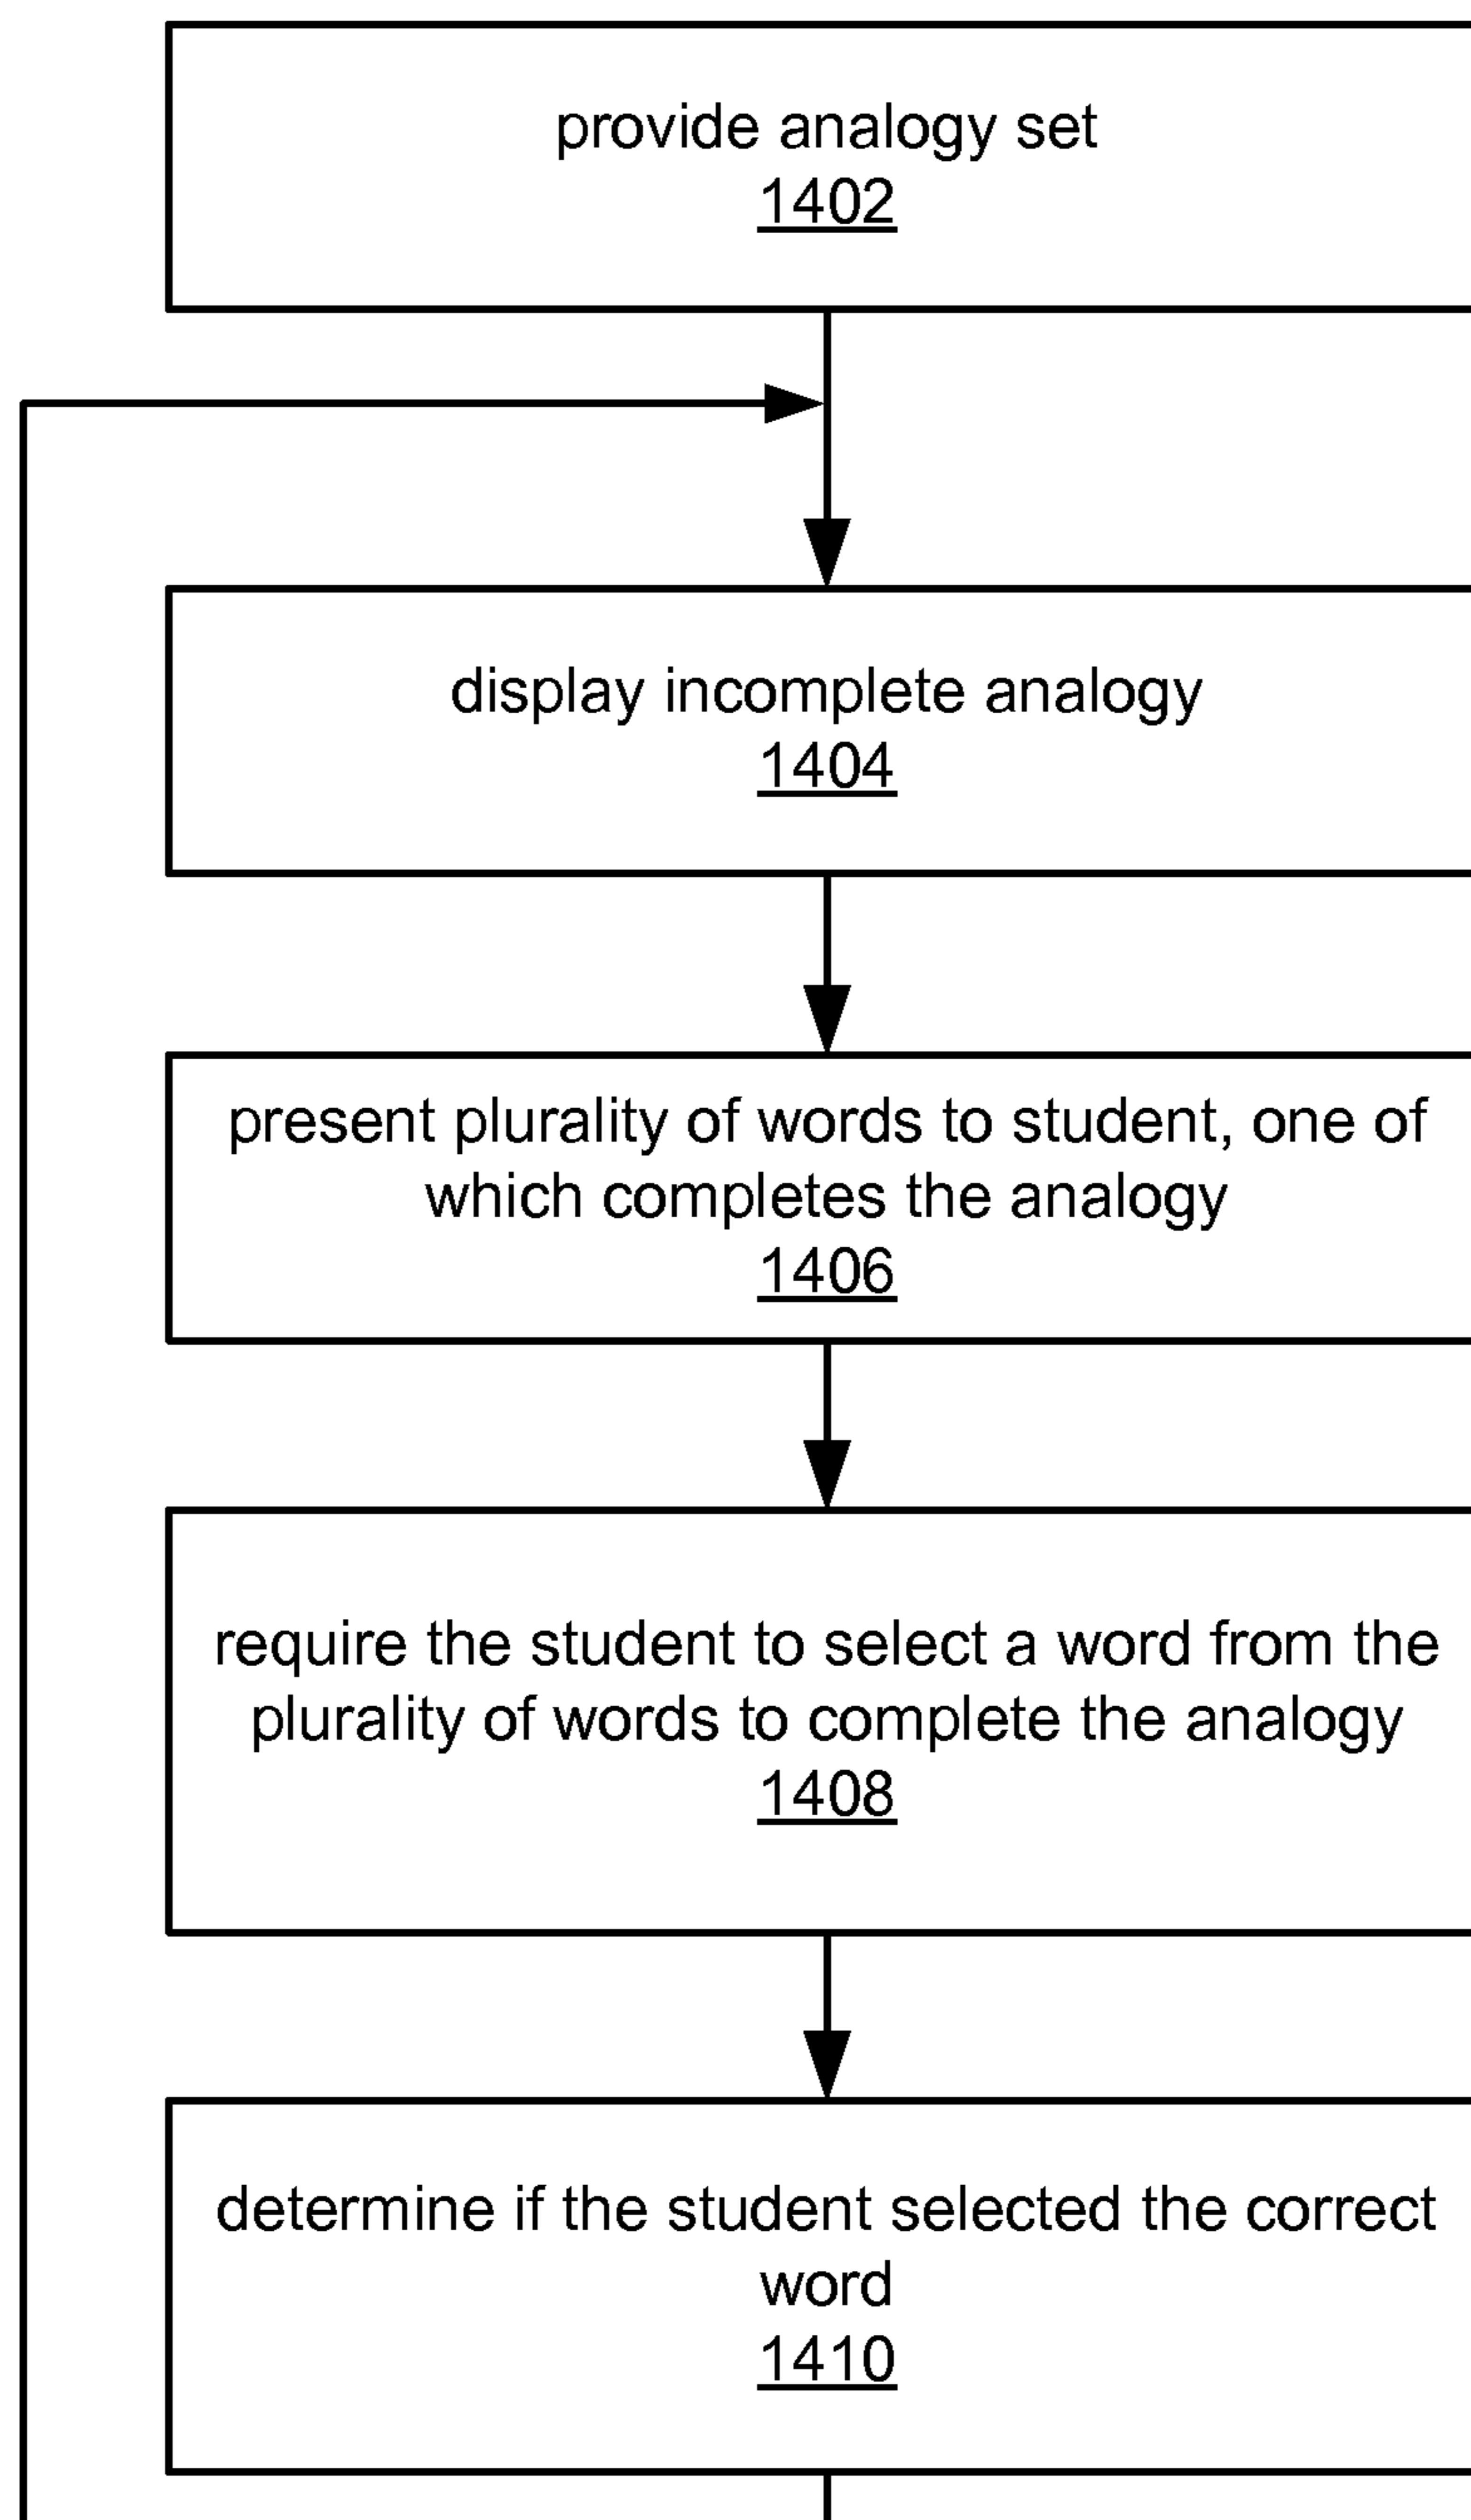 provide analogy set
1402
display incomplete analogy
1404
present plurality of words to student, one of
which completes the analogy
1406
require the student to select a word from the
plurality of words to complete the analogy
1408
determine if the student selected the correct
word
1410